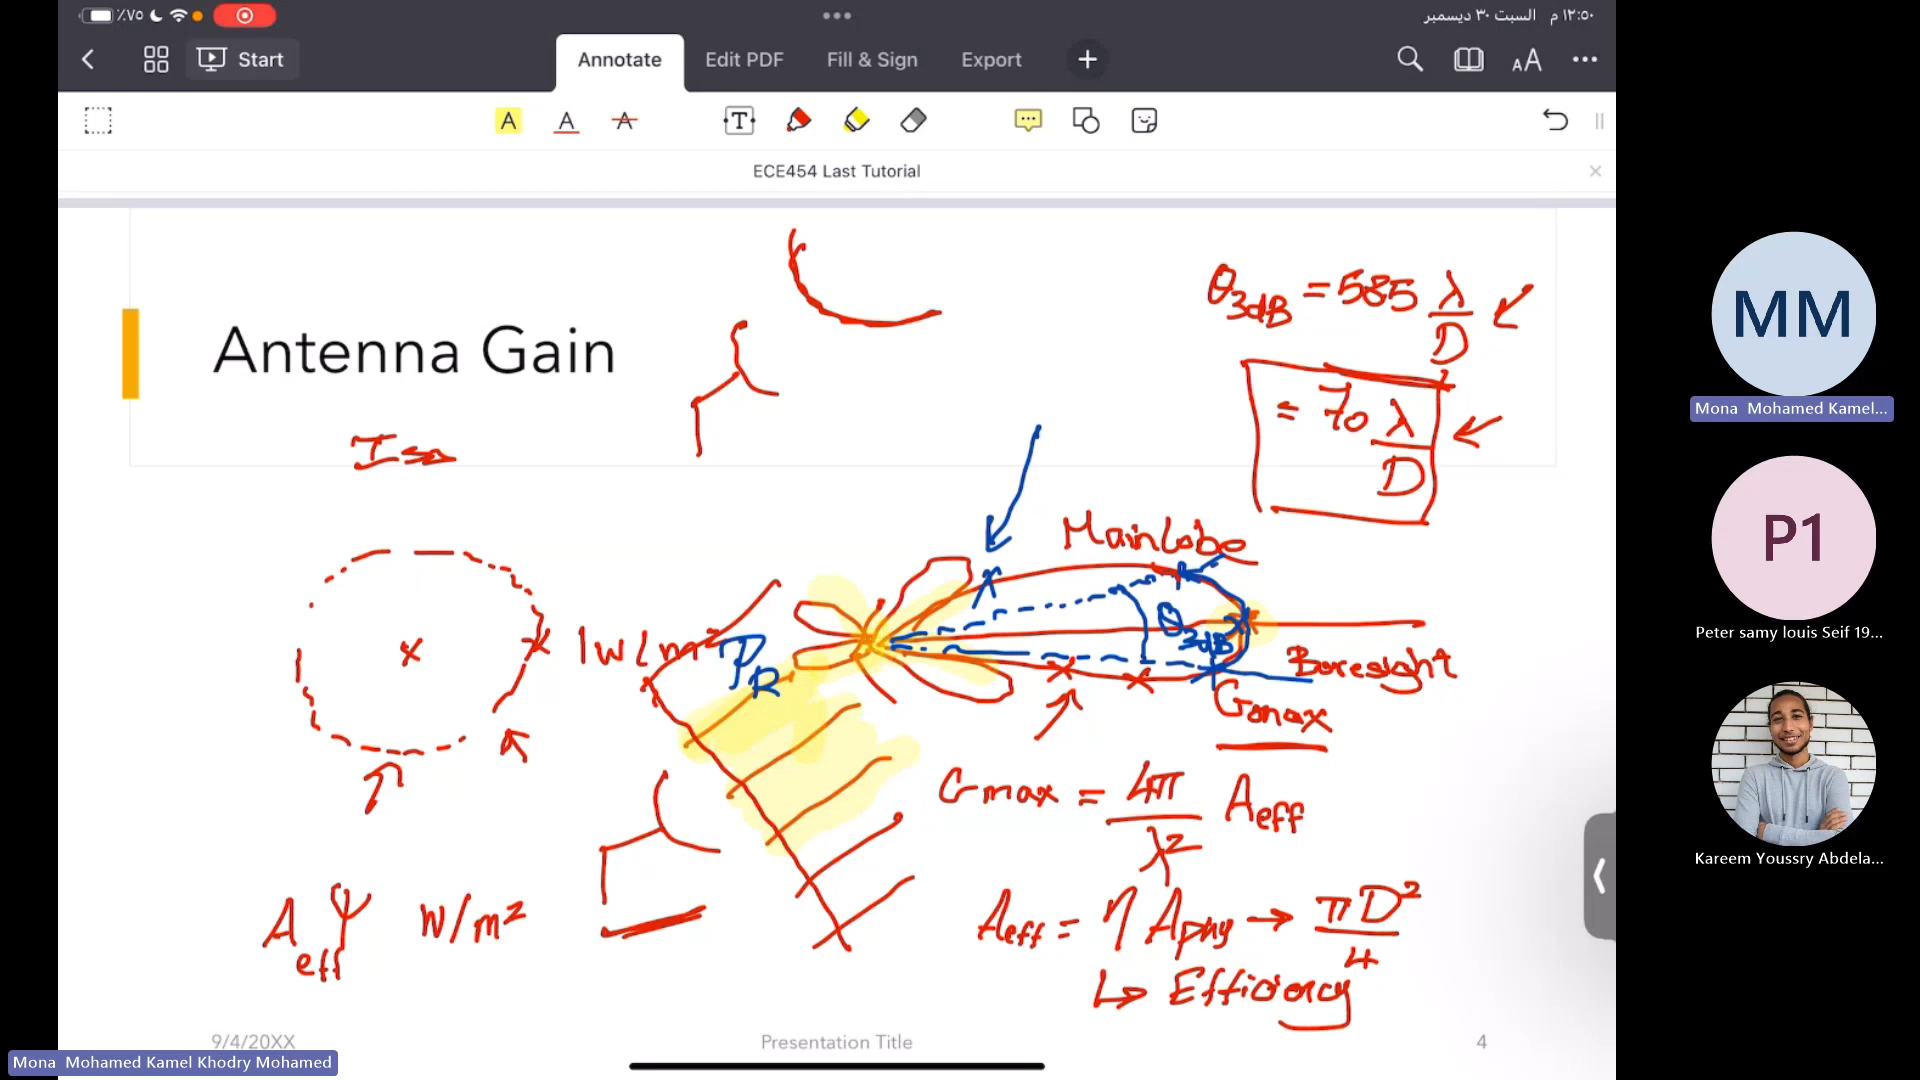 ٪٧٥
١٢:٥٠ م السبت ٣٠ ديسمبر
Start
Annotate
Edit PDF
Fill & Sign
Export
ECE454 Last Tutorial
Antenna Gain
Iso
θ3dB = 585 λ/D
= 70 λ/D
Main Lobe
1w/m²
PR
θ3dB
Boresight
Gmax
Gmax = 4π/λ² Aeff
Aeff ψ W/m²
Aeff = η Aphy → πD²/4
↳ Efficiency
9/4/20XX
Presentation Title
4
MM
Mona Mohamed Kamel...
P1
Peter samy louis Seif 19...
Kareem Youssry Abdela...
Mona Mohamed Kamel Khodry Mohamed